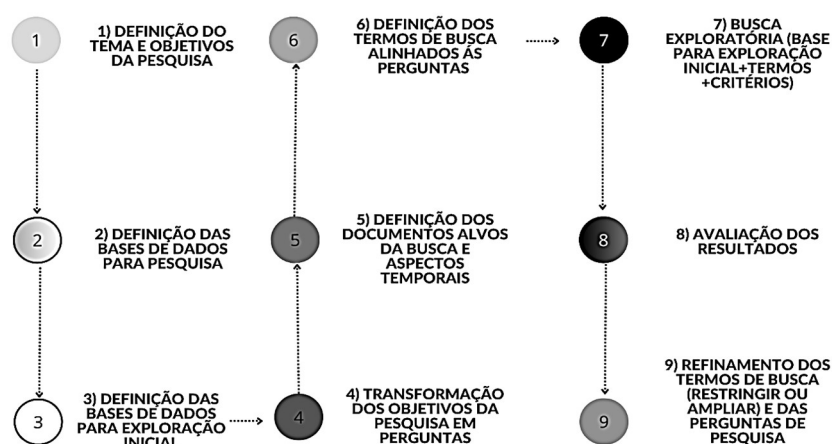 1
1) DEFINIÇÃO DO
TEMA E OBJETIVOS
DA PESQUISA
2
2) DEFINIÇÃO DAS
BASES DE DADOS
PARA PESQUISA
3
3) DEFINIÇÃO DAS
BASES DE DADOS
PARA EXPLORAÇÃO
INICIAL
4
4) TRANSFORMAÇÃO
DOS OBJETIVOS DA
PESQUISA EM
PERGUNTAS
5
5) DEFINIÇÃO DOS
DOCUMENTOS ALVOS
DA BUSCA E
ASPECTOS
TEMPORAIS
6
6) DEFINIÇÃO DOS
TERMOS DE BUSCA
ALINHADOS ÁS
PERGUNTAS
7
7) BUSCA
EXPLORATÓRIA (BASE
PARA EXPLORAÇÃO
INICIAL+TERMOS
+CRITÉRIOS)
8
8) AVALIAÇÃO DOS
RESULTADOS
9
9) REFINAMENTO DOS
TERMOS DE BUSCA
(RESTRINGIR OU
AMPLIAR) E DAS
PERGUNTAS DE
PESQUISA